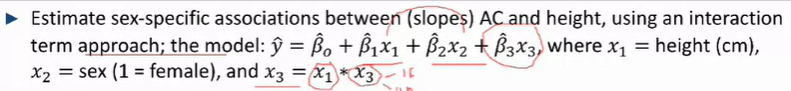 ► Estimate sex-specific associations between (slopes) AC and height, using an interaction
term approach; the model: ŷ = β̂ₒ + β̂₁x₁ + β̂₂x₂ + β̂₃x₃, where x₁ = height (cm),
x₂ = sex (1 = female), and x₃ = x₁ * x₃